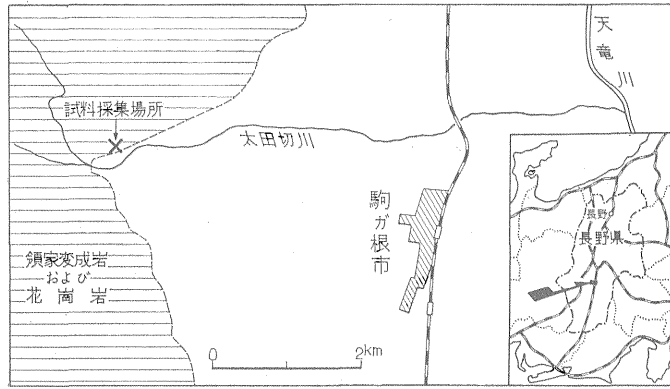 天竜川
試料採集場所
太田切川
駒ガ根市
領家変成岩
および
花崗岩
0 2km
長野
長野県